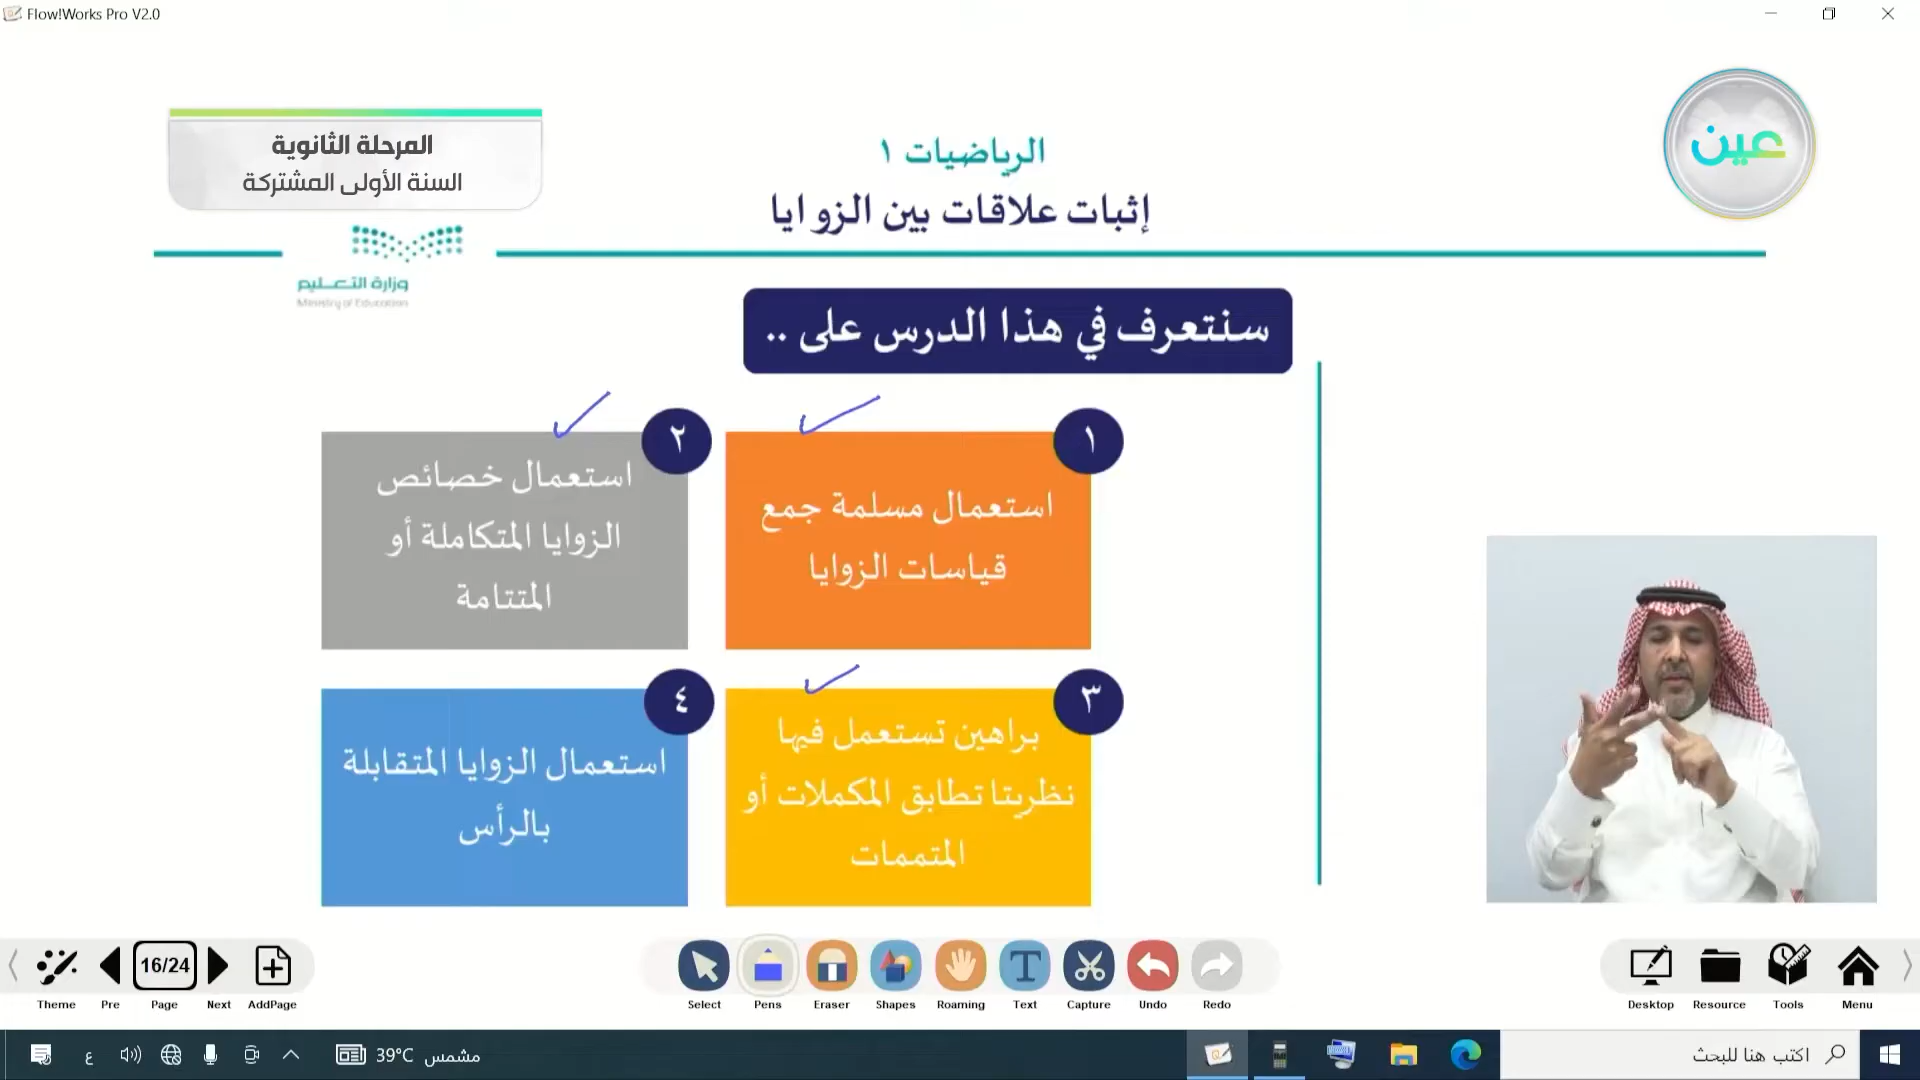 Flow!Works Pro V2.0
عين
الرياضيات ١
إثبات علاقات بين الزوايا
المرحلة الثانوية
السنة الأولى المشتركة
وزارة التعليم
Ministry of Education
سنتعرف في هذا الدرس على ..
١
استعمال مسلمة جمع
قياسات الزوايا
٢
استعمال خصائص
الزوايا المتكاملة أو
المتتامة
٣
براهين تستعمل فيها
نظريتا تطابق المكملات أو
المتممات
٤
استعمال الزوايا المتقابلة
بالرأس
16/24
Theme Pre Page Next AddPage
Select Pens Eraser Shapes Roaming Text Capture Undo Redo
Desktop Resource Tools Menu
ع
39°C مشمس
اكتب هنا للبحث